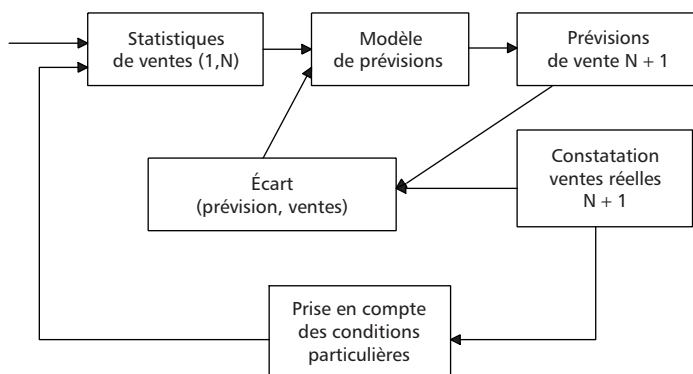 Statistiques
de ventes (1,N)
Modèle
de prévisions
Prévisions
de vente N + 1
Écart
(prévision, ventes)
Constatation
ventes réelles
N + 1
Prise en compte
des conditions
particulières